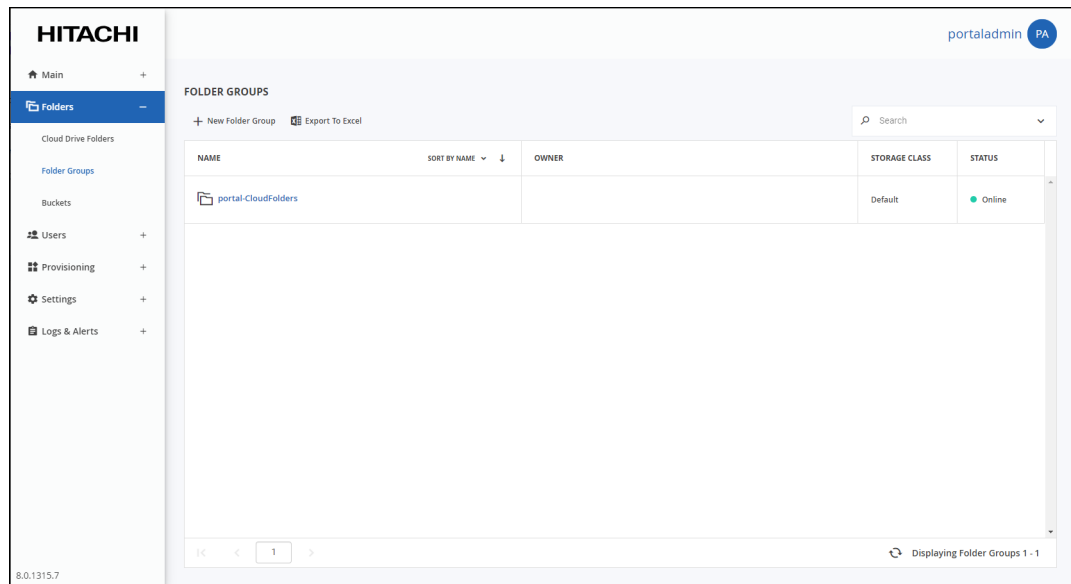 HITACHI
portaladmin PA
Main
Folders
Cloud Drive Folders
Folder Groups
Buckets
Users
Provisioning
Settings
Logs & Alerts
8.0.1315.7
FOLDER GROUPS
New Folder Group Export To Excel
Search
NAME SORT BY NAME OWNER STORAGE CLASS STATUS
portal-CloudFolders Default Online
1
Displaying Folder Groups 1 - 1